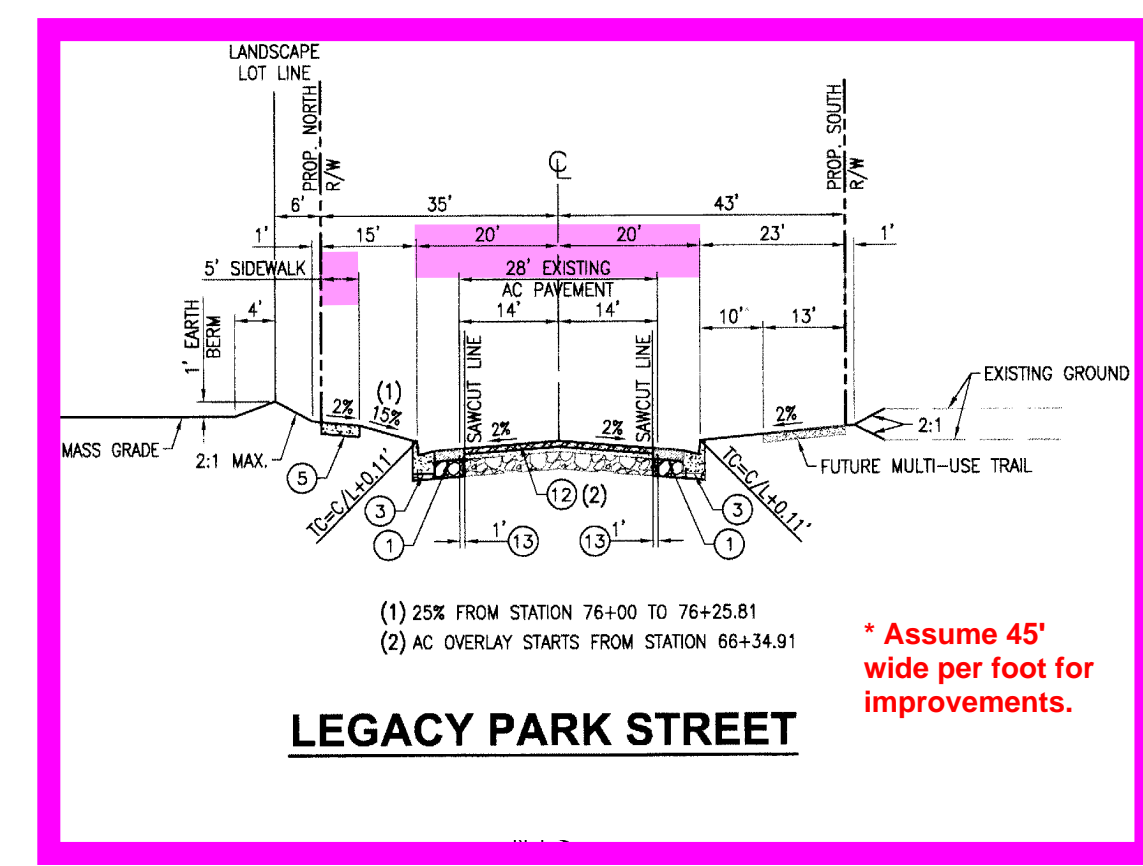 LANDSCAPE
LOT LINE
PROP. NORTH
R/W
℄
PROP. SOUTH
R/W
6'
35'
43'
1'
15'
20'
20'
23'
1'
5' SIDEWALK
28' EXISTING
AC PAVEMENT
4'
14'
14'
10'
13'
1' EARTH
BERM
SAWCUT LINE
SAWCUT LINE
EXISTING GROUND
(1)
2%
15%
2%
2%
2%
2:1
MASS GRADE
2:1 MAX.
5
FUTURE MULTI-USE TRAIL
TC=C/L+0.11'
3
12 (2)
3
TC=C/L+0.11'
1
1'
13
13
1'
1
(1) 25% FROM STATION 76+00 TO 76+25.81
(2) AC OVERLAY STARTS FROM STATION 66+34.91
* Assume 45'
wide per foot for
improvements.
LEGACY PARK STREET